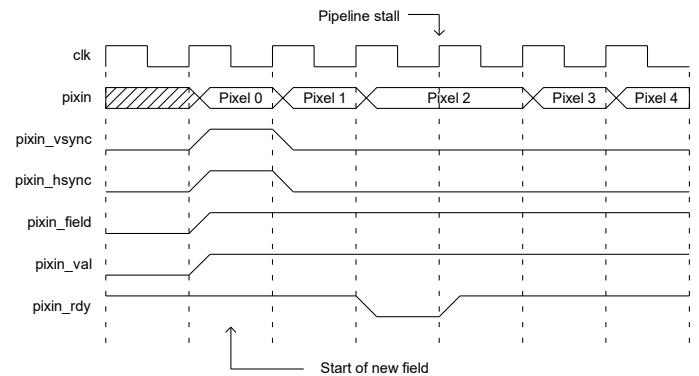 Pipeline stall
clk
pixin Pixel 0 Pixel 1 Pixel 2 Pixel 3 Pixel 4
pixin_vsync
pixin_hsync
pixin_field
pixin_val
pixin_rdy
Start of new field